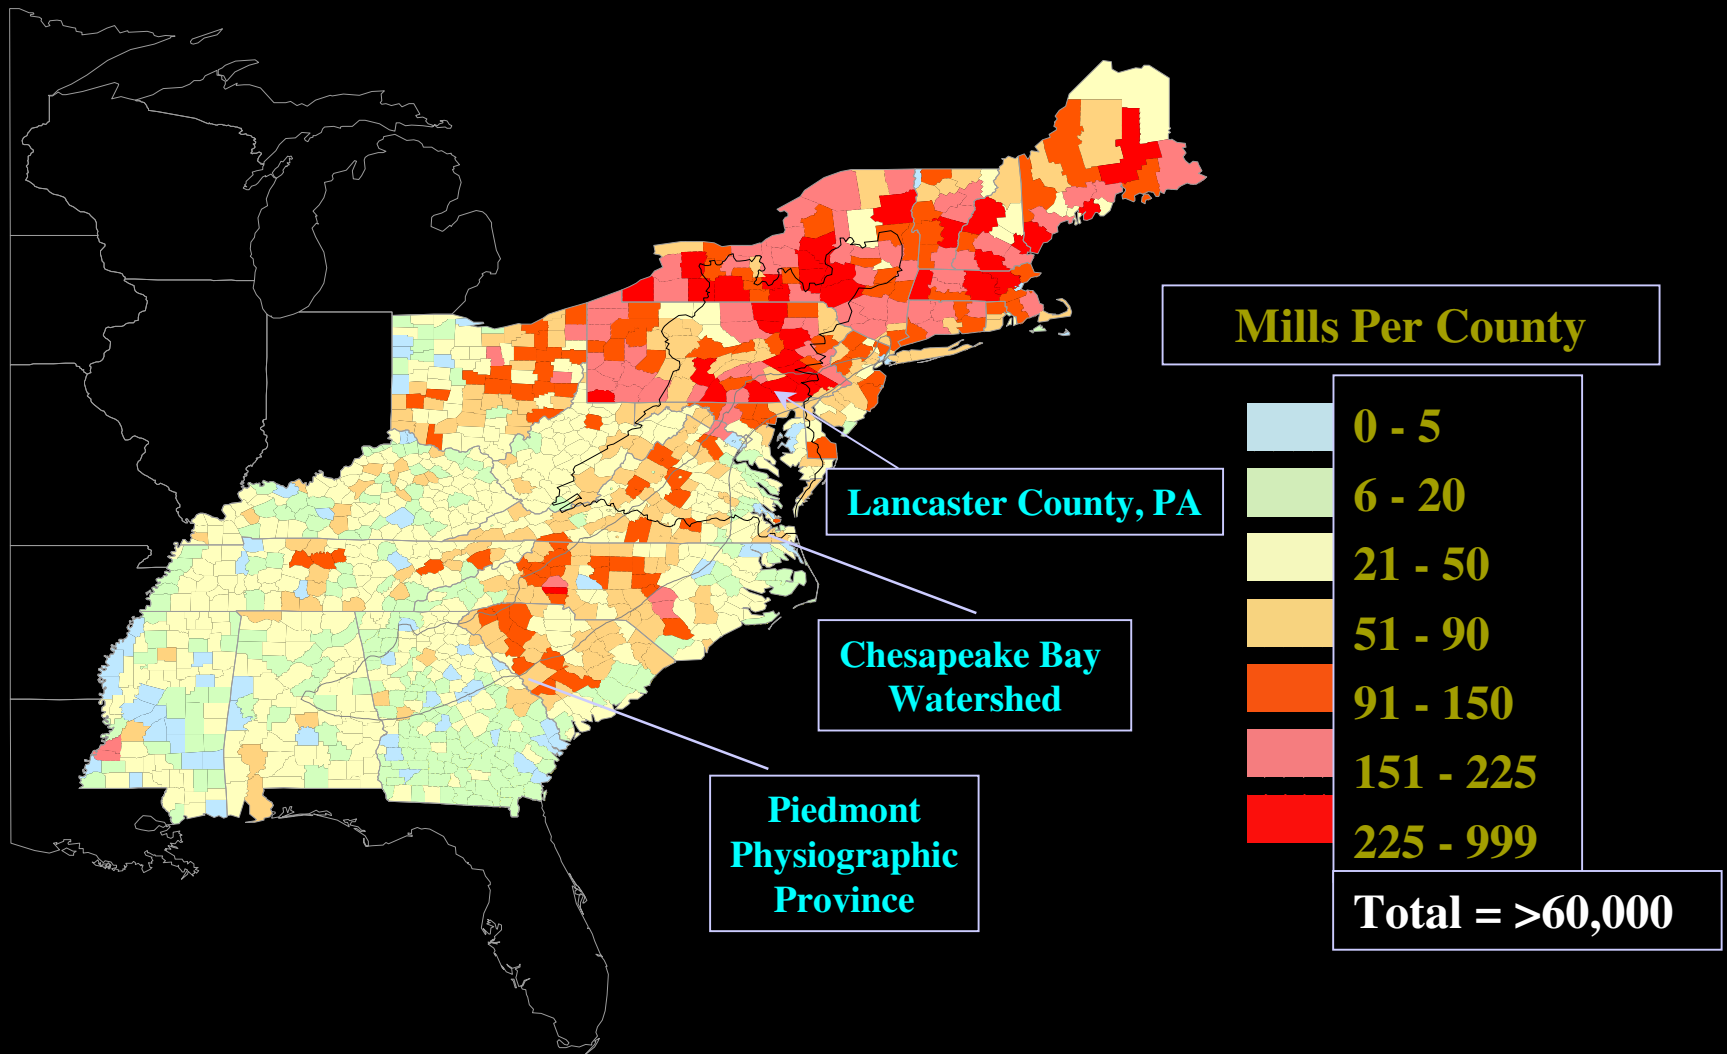 Mills Per County
0 - 5
6 - 20
21 - 50
51 - 90
91 - 150
151 - 225
225 - 999
Total = >60,000
Lancaster County, PA
Chesapeake Bay
Watershed
Piedmont
Physiographic
Province